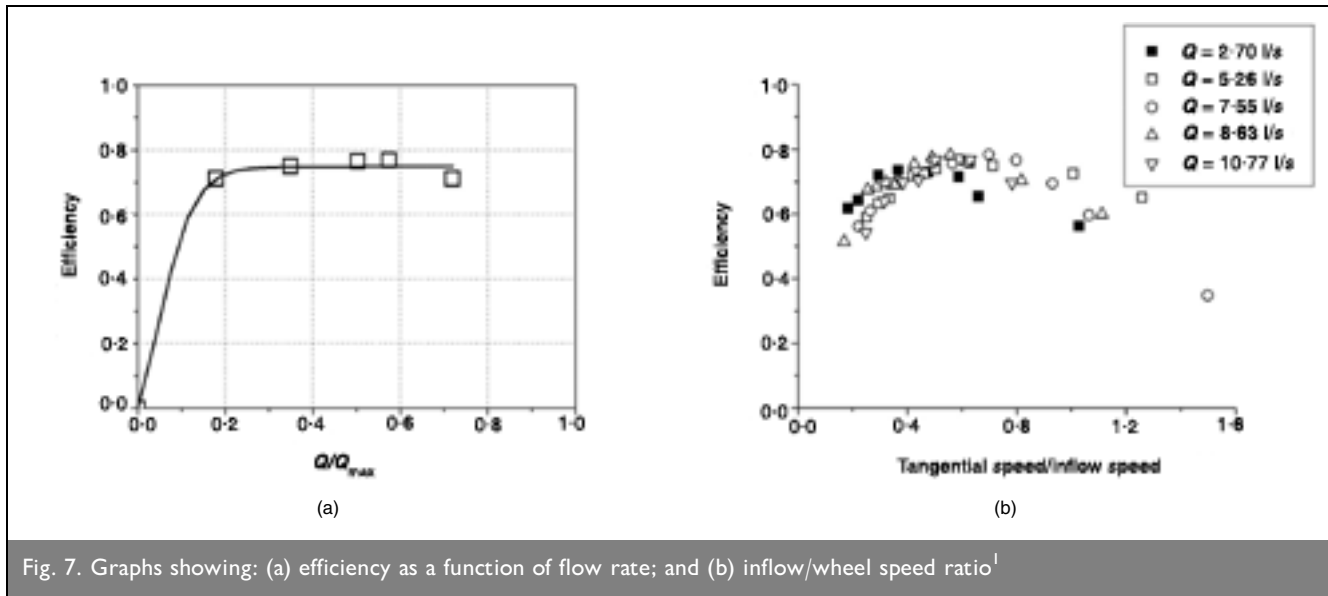 Q = 2·70 l/s
Q = 5·26 l/s
Q = 7·55 l/s
Q = 8·63 l/s
Q = 10·77 l/s
1·0
0·8
0·6
0·4
0·2
0·0
Efficiency
0·0 0·2 0·4 0·6 0·8 1·0
Q/Qmax
(a)
1·0
0·8
0·6
0·4
0·2
0·0
Efficiency
0·0 0·4 0·8 1·2 1·6
Tangential speed/inflow speed
(b)
Fig. 7. Graphs showing: (a) efficiency as a function of flow rate; and (b) inflow/wheel speed ratio1